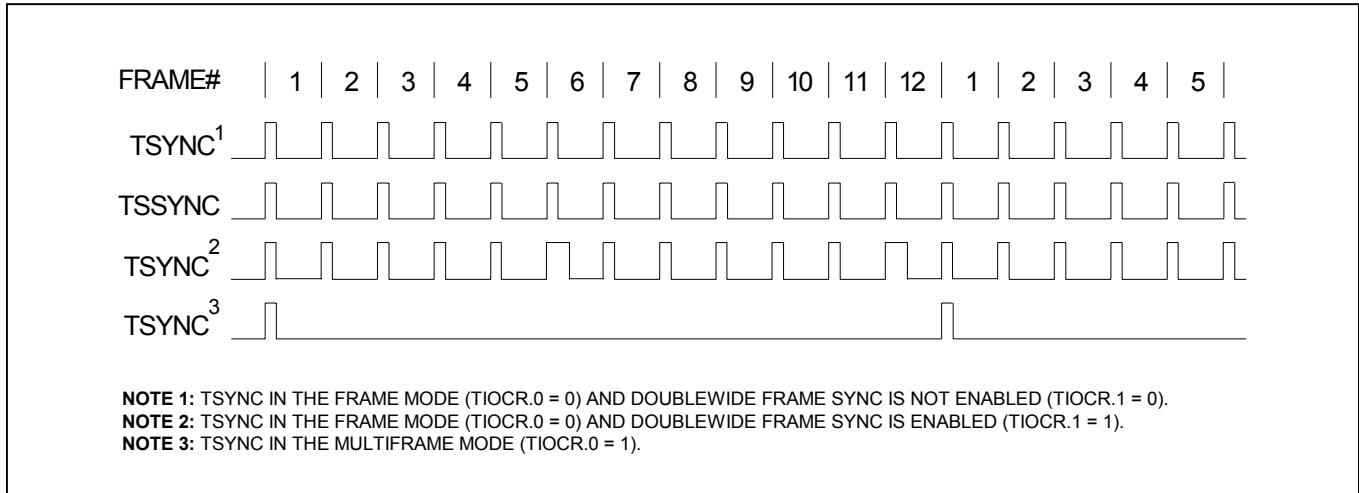 FRAME# 1 2 3 4 5 6 7 8 9 10 11 12 1 2 3 4 5
TSYNC1
TSSYNC
TSYNC2
TSYNC3
NOTE 1: TSYNC IN THE FRAME MODE (TIOCR.0 = 0) AND DOUBLEWIDE FRAME SYNC IS NOT ENABLED (TIOCR.1 = 0).
NOTE 2: TSYNC IN THE FRAME MODE (TIOCR.0 = 0) AND DOUBLEWIDE FRAME SYNC IS ENABLED (TIOCR.1 = 1).
NOTE 3: TSYNC IN THE MULTIFRAME MODE (TIOCR.0 = 1).